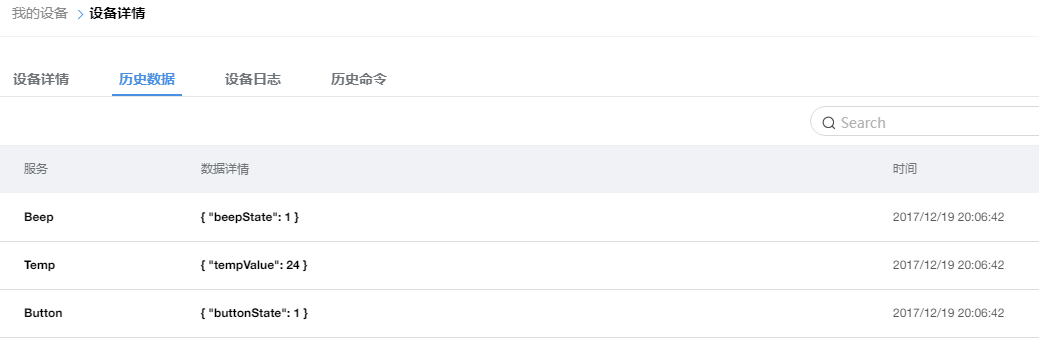 我的设备 > 设备详情
设备详情 历史数据 设备日志 历史命令
Search
服务 数据详情 时间
Beep { "beepState": 1 } 2017/12/19 20:06:42
Temp { "tempValue": 24 } 2017/12/19 20:06:42
Button { "buttonState": 1 } 2017/12/19 20:06:42